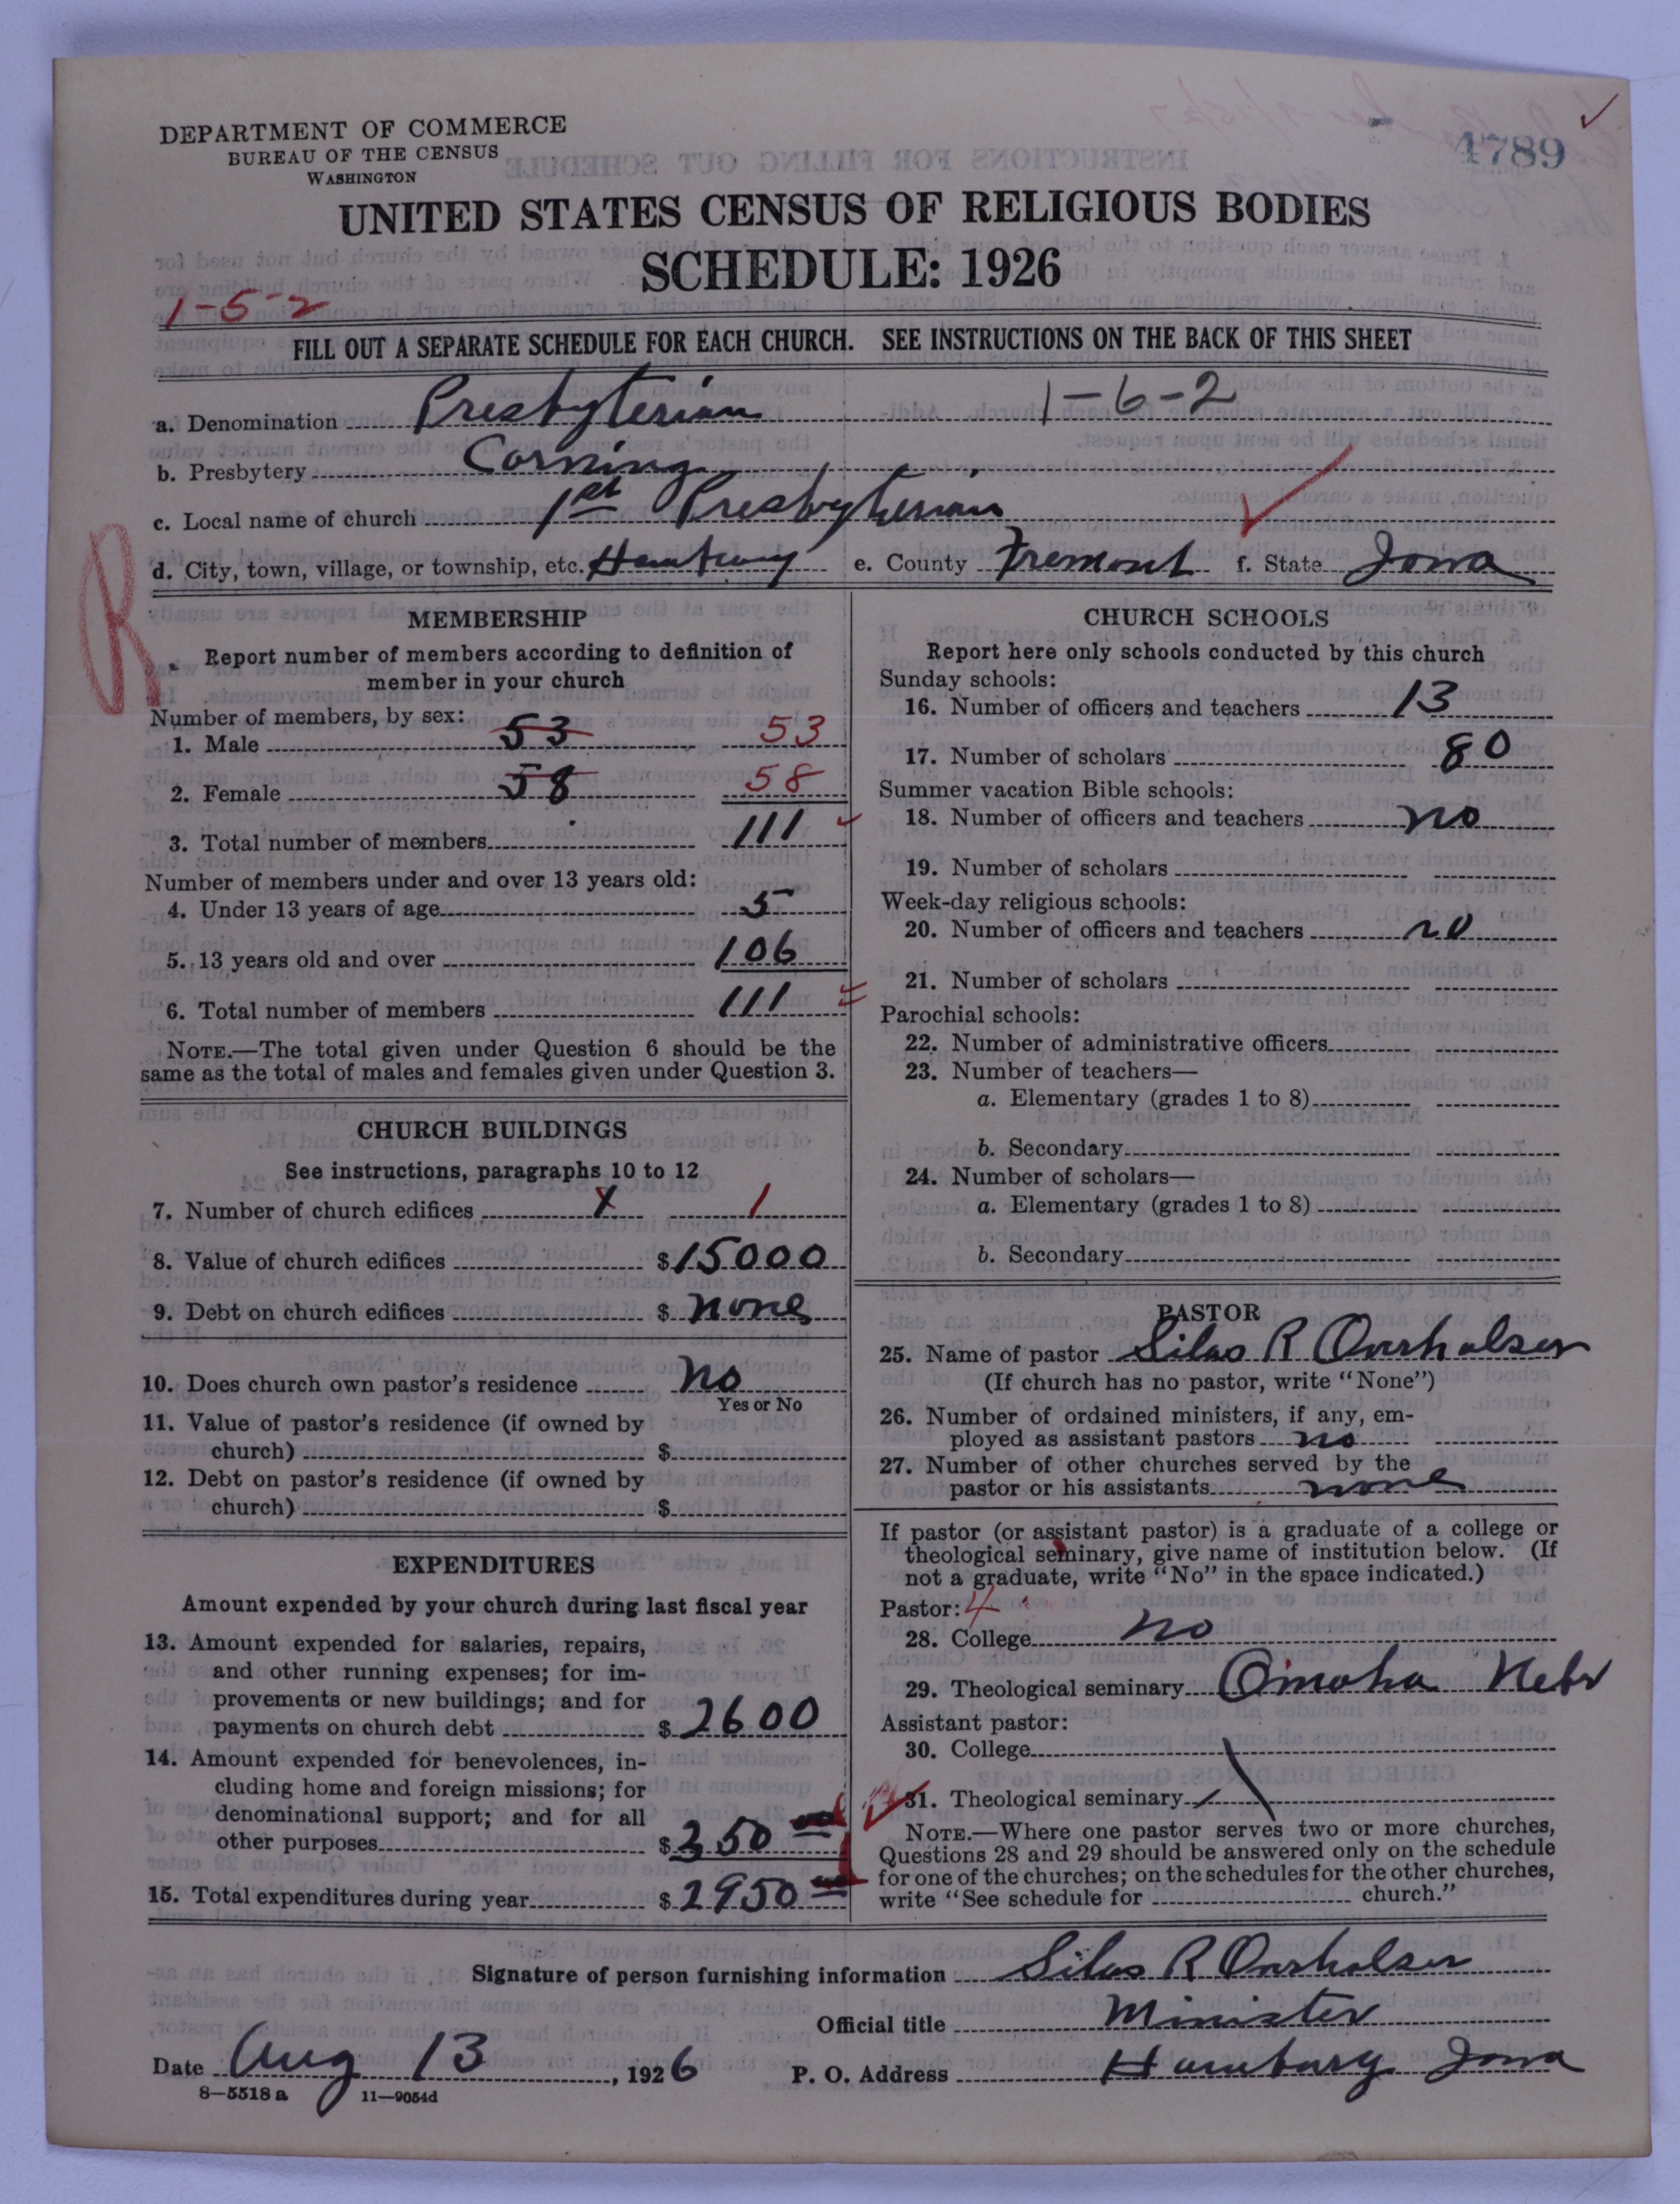 DEPARTMENT OF COMMERCE
BUREAU OF THE CENSUS
WASHINGTON
4789
UNITED STATES CENSUS OF RELIGIOUS BODIES
SCHEDULE: 1926
1-5-2
FILL OUT A SEPARATE SCHEDULE FOR EACH CHURCH. SEE INSTRUCTIONS ON THE BACK OF THIS SHEET
a. Denomination Presbyterian 1-6-2
b. Presbytery Corning
c. Local name of church 1st Presbyterian
d. City, town, village, or township, etc. Hamburg e. County Fremont f. State Iowa
R
MEMBERSHIP
Report number of members according to definition of
member in your church
Number of members, by sex:
1. Male 53 53
2. Female 58 58
3. Total number of members 111
Number of members under and over 13 years old:
4. Under 13 years of age 5
5. 13 years old and over 106
6. Total number of members 111
NOTE.—The total given under Question 6 should be the
same as the total of males and females given under Question 3.
CHURCH BUILDINGS
See instructions, paragraphs 10 to 12
7. Number of church edifices 1
8. Value of church edifices $ 15000
9. Debt on church edifices $ none
10. Does church own pastor's residence no
Yes or No
11. Value of pastor's residence (if owned by
church) $
12. Debt on pastor's residence (if owned by
church) $
EXPENDITURES
Amount expended by your church during last fiscal year
13. Amount expended for salaries, repairs,
and other running expenses; for im-
provements or new buildings; and for
payments on church debt $ 2600
14. Amount expended for benevolences, in-
cluding home and foreign missions; for
denominational support; and for all
other purposes $ 350
15. Total expenditures during year $ 2950
CHURCH SCHOOLS
Report here only schools conducted by this church
Sunday schools:
16. Number of officers and teachers 13
17. Number of scholars 80
Summer vacation Bible schools:
18. Number of officers and teachers no
19. Number of scholars
Week-day religious schools:
20. Number of officers and teachers no
21. Number of scholars
Parochial schools:
22. Number of administrative officers
23. Number of teachers—
a. Elementary (grades 1 to 8)
b. Secondary
24. Number of scholars—
a. Elementary (grades 1 to 8)
b. Secondary
PASTOR
25. Name of pastor Silas R Overholser
(If church has no pastor, write "None")
26. Number of ordained ministers, if any, em-
ployed as assistant pastors no
27. Number of other churches served by the
pastor or his assistants none
If pastor (or assistant pastor) is a graduate of a college or
theological seminary, give name of institution below. (If
not a graduate, write "No" in the space indicated.)
Pastor: 4
28. College no
29. Theological seminary Omaha Nebr
Assistant pastor:
30. College
31. Theological seminary
NOTE.—Where one pastor serves two or more churches,
Questions 28 and 29 should be answered only on the schedule
for one of the churches; on the schedules for the other churches,
write "See schedule for church."
Signature of person furnishing information Silas R Overholser
Official title Minister
Date Aug 13, 1926 P. O. Address Hamburg Iowa
8—5518 a 11—9054d